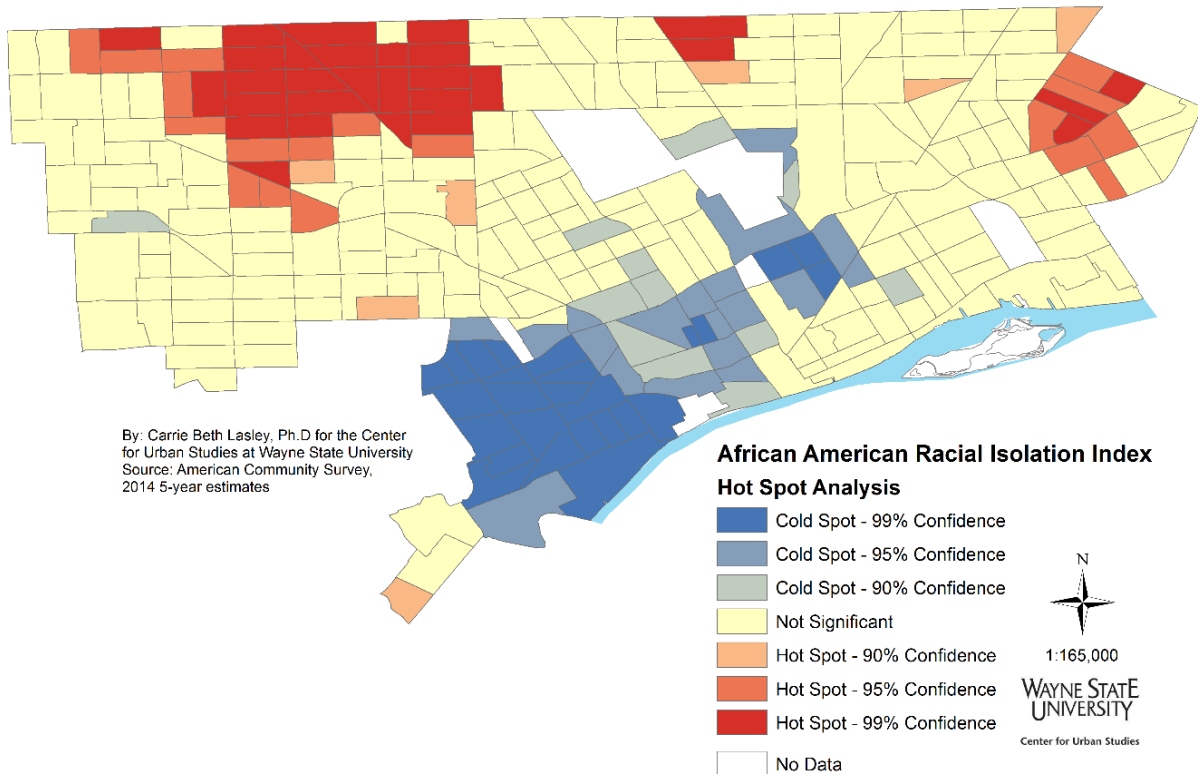 By: Carrie Beth Lasley, Ph.D for the Center
for Urban Studies at Wayne State University
Source: American Community Survey,
2014 5-year estimates
African American Racial Isolation Index
Hot Spot Analysis
Cold Spot - 99% Confidence
Cold Spot - 95% Confidence
Cold Spot - 90% Confidence
Not Significant
Hot Spot - 90% Confidence
Hot Spot - 95% Confidence
Hot Spot - 99% Confidence
No Data
N
1:165,000
WAYNE STATE
UNIVERSITY
Center for Urban Studies